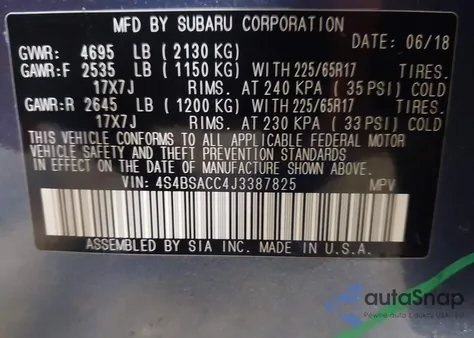 MFD BY SUBARU CORPORATION
DATE: 06/18
GVWR: 4695 LB (2130 KG)
GAWR:F 2535 LB (1150 KG) WITH 225/65R17 TIRES.
17X7J RIMS. AT 240 KPA (35 PSI) COLD
GAWR:R 2645 LB (1200 KG) WITH 225/65R17 TIRES.
17X7J RIMS. AT 230 KPA (33 PSI) COLD
THIS VEHICLE CONFORMS TO ALL APPLICABLE FEDERAL MOTOR
VEHICLE SAFETY AND THEFT PREVENTION STANDARDS
IN EFFECT ON THE DATE OF MANUFACTURE SHOWN ABOVE.
VIN: 4S4BSACC4J3387825 MPV
ASSEMBLED BY SIA INC. MADE IN U.S.A.
autoSnap